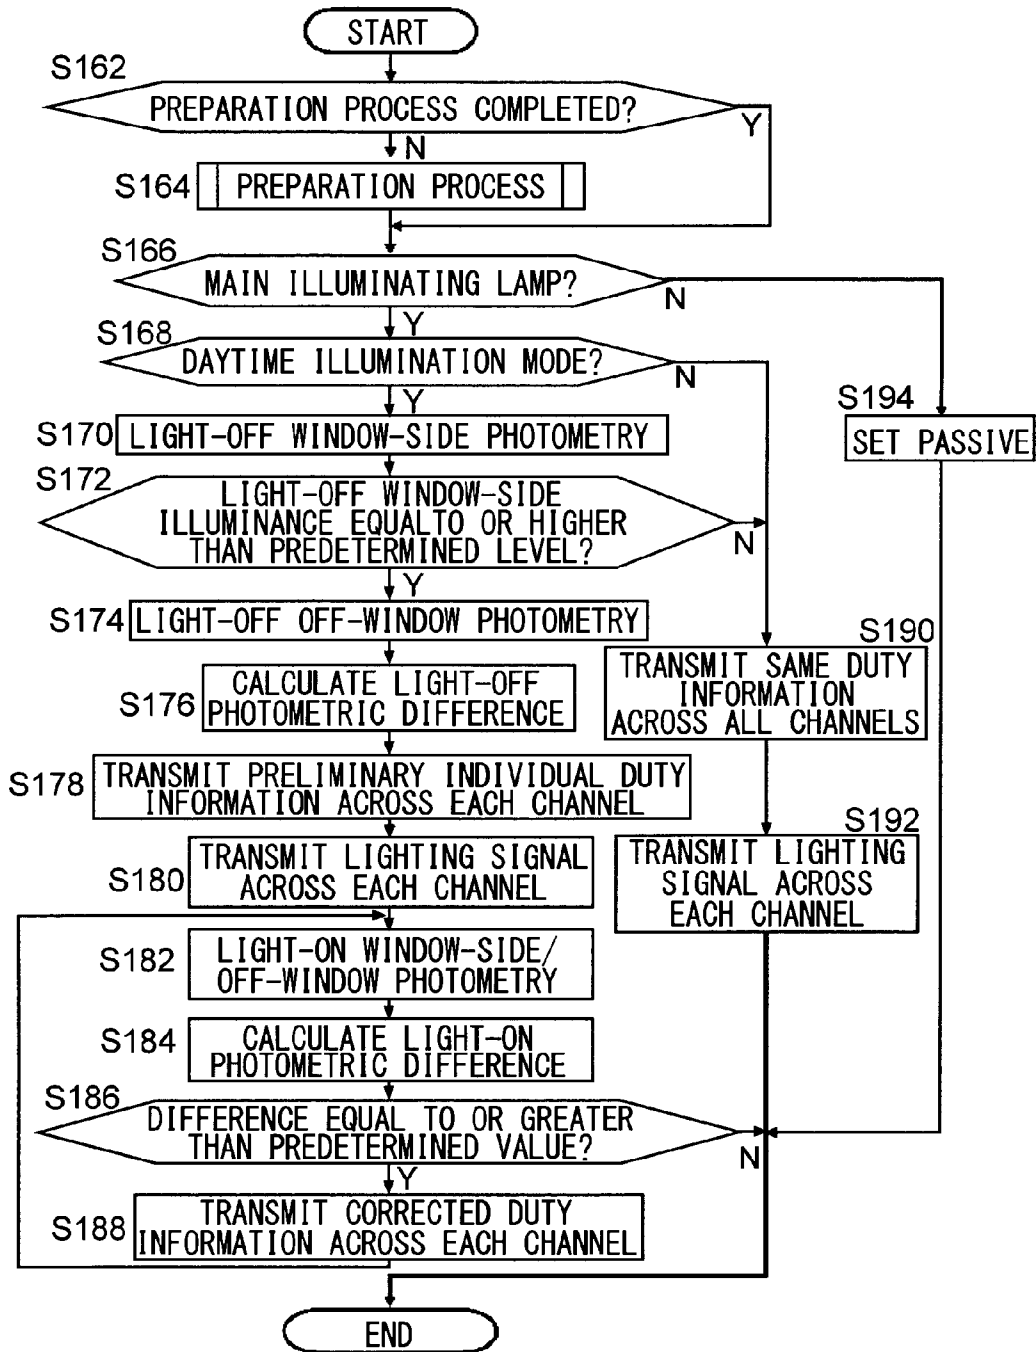 START
S162
PREPARATION PROCESS COMPLETED?
Y
N
S164
PREPARATION PROCESS
S166
MAIN ILLUMINATING LAMP?
N
Y
S168
DAYTIME ILLUMINATION MODE?
N
Y
S194
SET PASSIVE
S170
LIGHT-OFF WINDOW-SIDE PHOTOMETRY
S172
LIGHT-OFF WINDOW-SIDE
ILLUMINANCE EQUALTO OR HIGHER
THAN PREDETERMINED LEVEL?
N
Y
S174
LIGHT-OFF OFF-WINDOW PHOTOMETRY
S190
TRANSMIT SAME DUTY
INFORMATION
ACROSS ALL CHANNELS
S176
CALCULATE LIGHT-OFF
PHOTOMETRIC DIFFERENCE
S178
TRANSMIT PRELIMINARY INDIVIDUAL DUTY
INFORMATION ACROSS EACH CHANNEL
S192
TRANSMIT LIGHTING
SIGNAL ACROSS
EACH CHANNEL
S180
TRANSMIT LIGHTING SIGNAL
ACROSS EACH CHANNEL
S182
LIGHT-ON WINDOW-SIDE/
OFF-WINDOW PHOTOMETRY
S184
CALCULATE LIGHT-ON
PHOTOMETRIC DIFFERENCE
S186
DIFFERENCE EQUAL TO OR GREATER
THAN PREDETERMINED VALUE?
N
Y
S188
TRANSMIT CORRECTED DUTY
INFORMATION ACROSS EACH CHANNEL
END